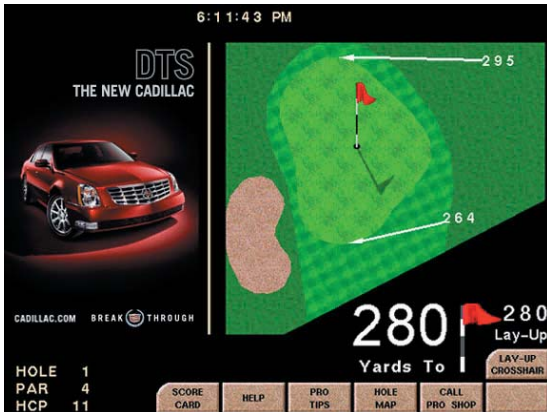 6:11:43 PM
DTS
THE NEW CADILLAC
295
264
CADILLAC.COM BREAK THROUGH
280
Yards To
280
Lay-Up
HOLE 1
PAR 4
HCP 11
SCORE CARD
HELP
PRO TIPS
HOLE MAP
CALL PRO SHOP
LAY-UP CROSSHAIR